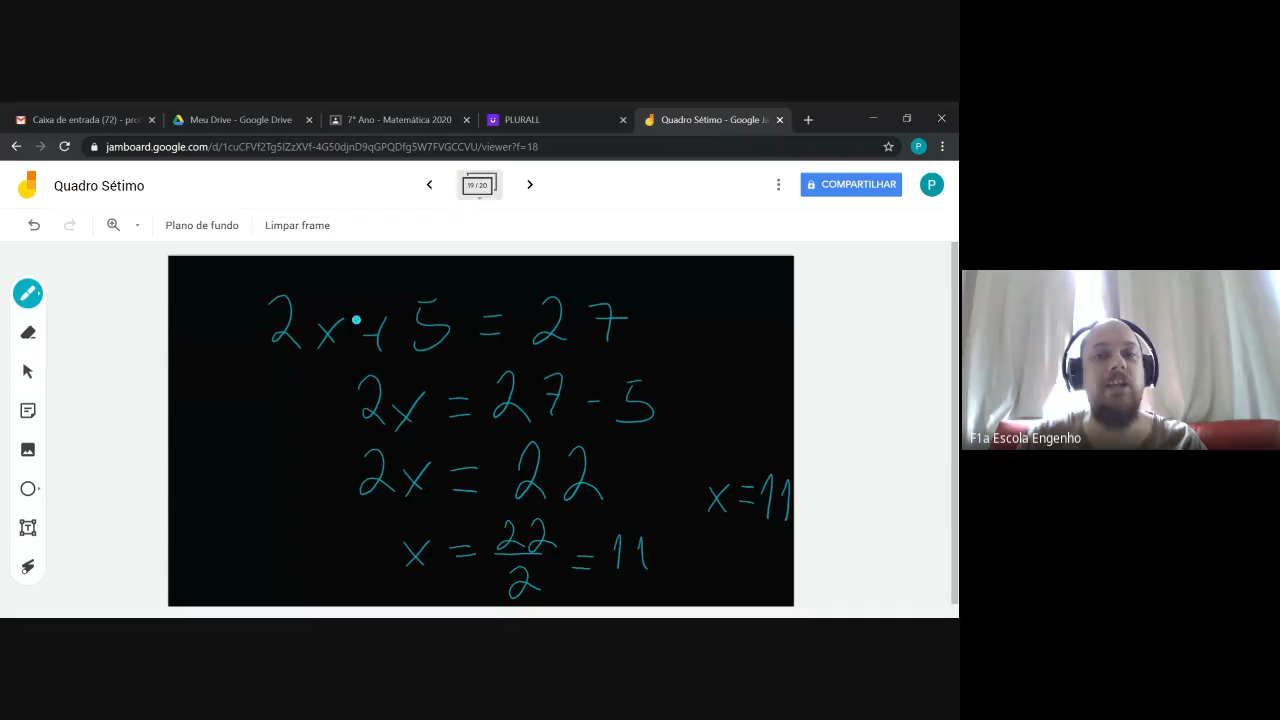 Caixa de entrada (72) - pro
Meu Drive - Google Drive
7° Ano - Matemática 2020
PLURALL
Quadro Sétimo - Google Ja
jamboard.google.com/d/1cuCFVf2Tg5IZzXVf-4G50djnD9qGPQDfg5W7FVGCCVU/viewer?f=18
P
Quadro Sétimo
19 / 20
COMPARTILHAR
P
Plano de fundo
Limpar frame
2x + 5 = 27
2x = 27 - 5
2x = 22
x = 11
x = 22/2 = 11
F1a Escola Engenho